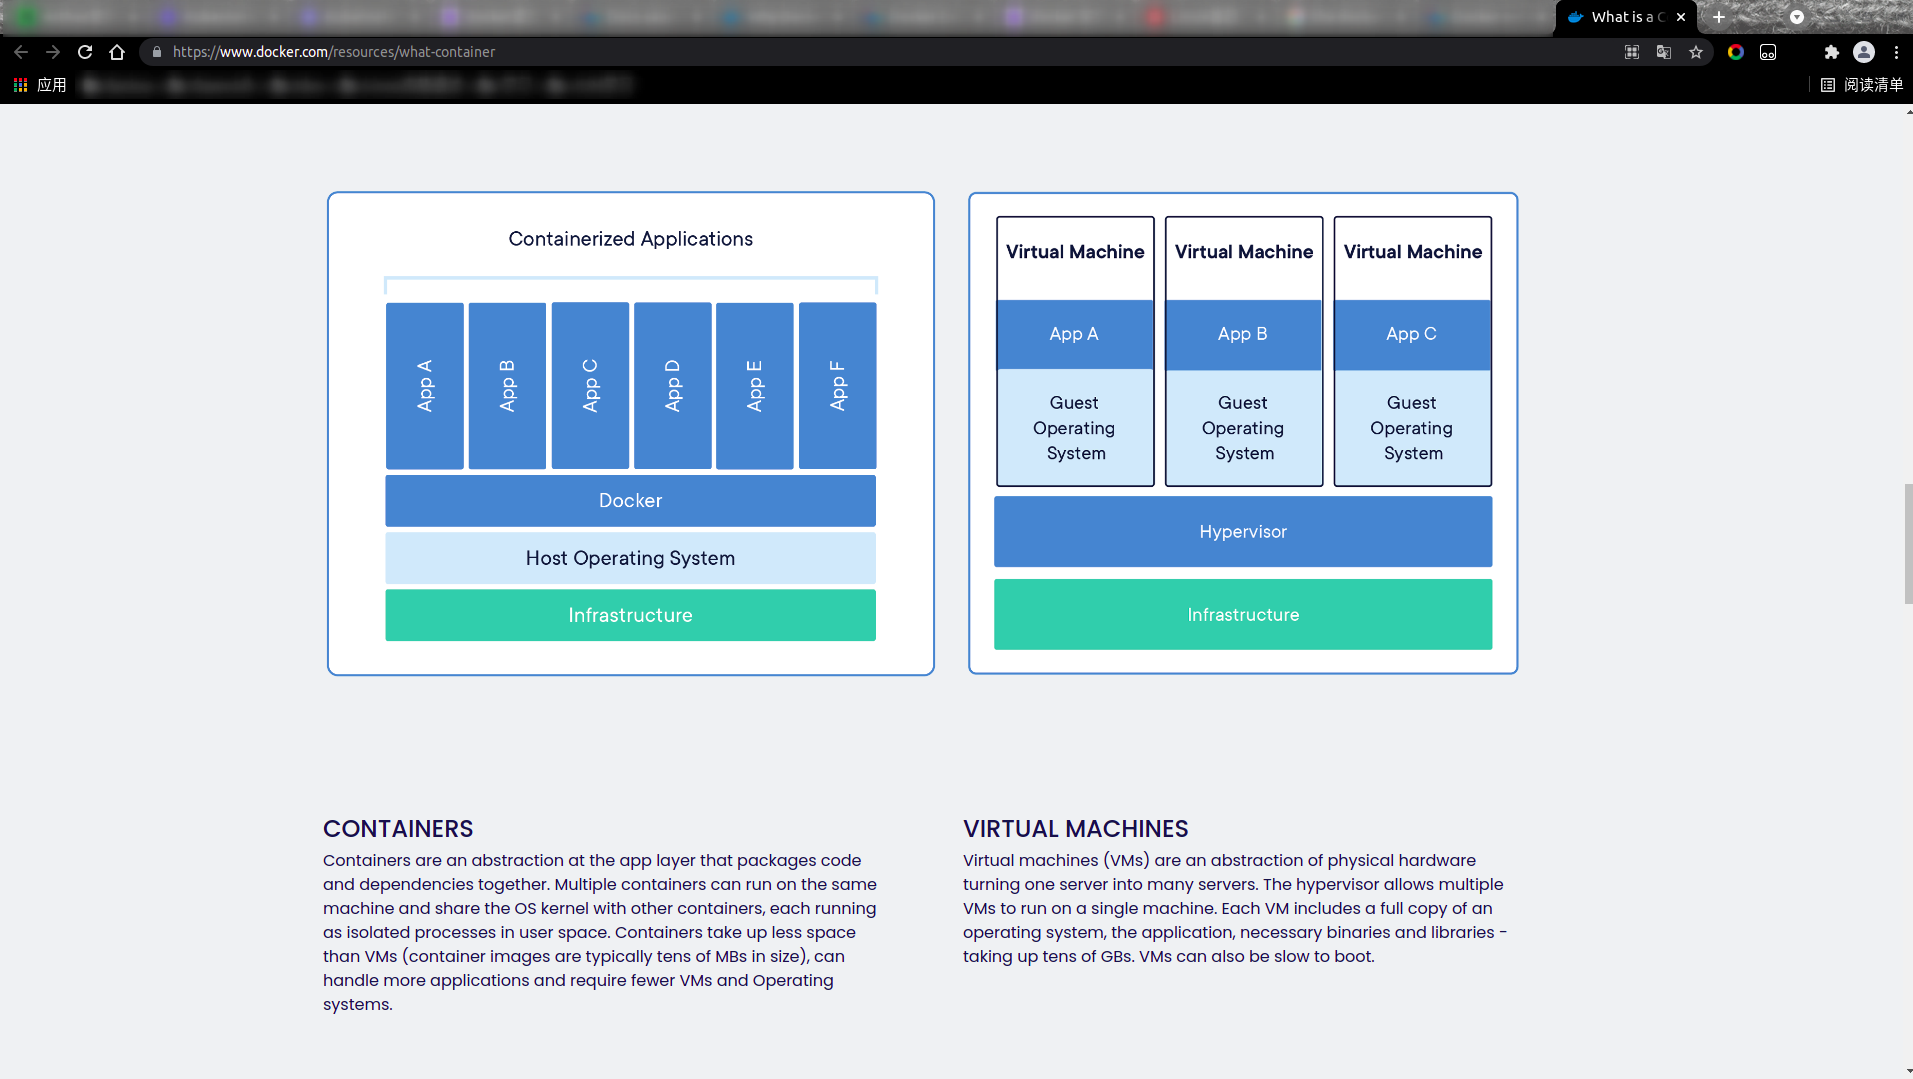 What is a C
https://www.docker.com/resources/what-container
应用
阅读清单
Containerized Applications
App A
App B
App C
App D
App E
App F
Docker
Host Operating System
Infrastructure
Virtual Machine
Virtual Machine
Virtual Machine
App A
App B
App C
Guest
Operating
System
Guest
Operating
System
Guest
Operating
System
Hypervisor
Infrastructure
CONTAINERS
Containers are an abstraction at the app layer that packages code
and dependencies together. Multiple containers can run on the same
machine and share the OS kernel with other containers, each running
as isolated processes in user space. Containers take up less space
than VMs (container images are typically tens of MBs in size), can
handle more applications and require fewer VMs and Operating
systems.
VIRTUAL MACHINES
Virtual machines (VMs) are an abstraction of physical hardware
turning one server into many servers. The hypervisor allows multiple
VMs to run on a single machine. Each VM includes a full copy of an
operating system, the application, necessary binaries and libraries -
taking up tens of GBs. VMs can also be slow to boot.